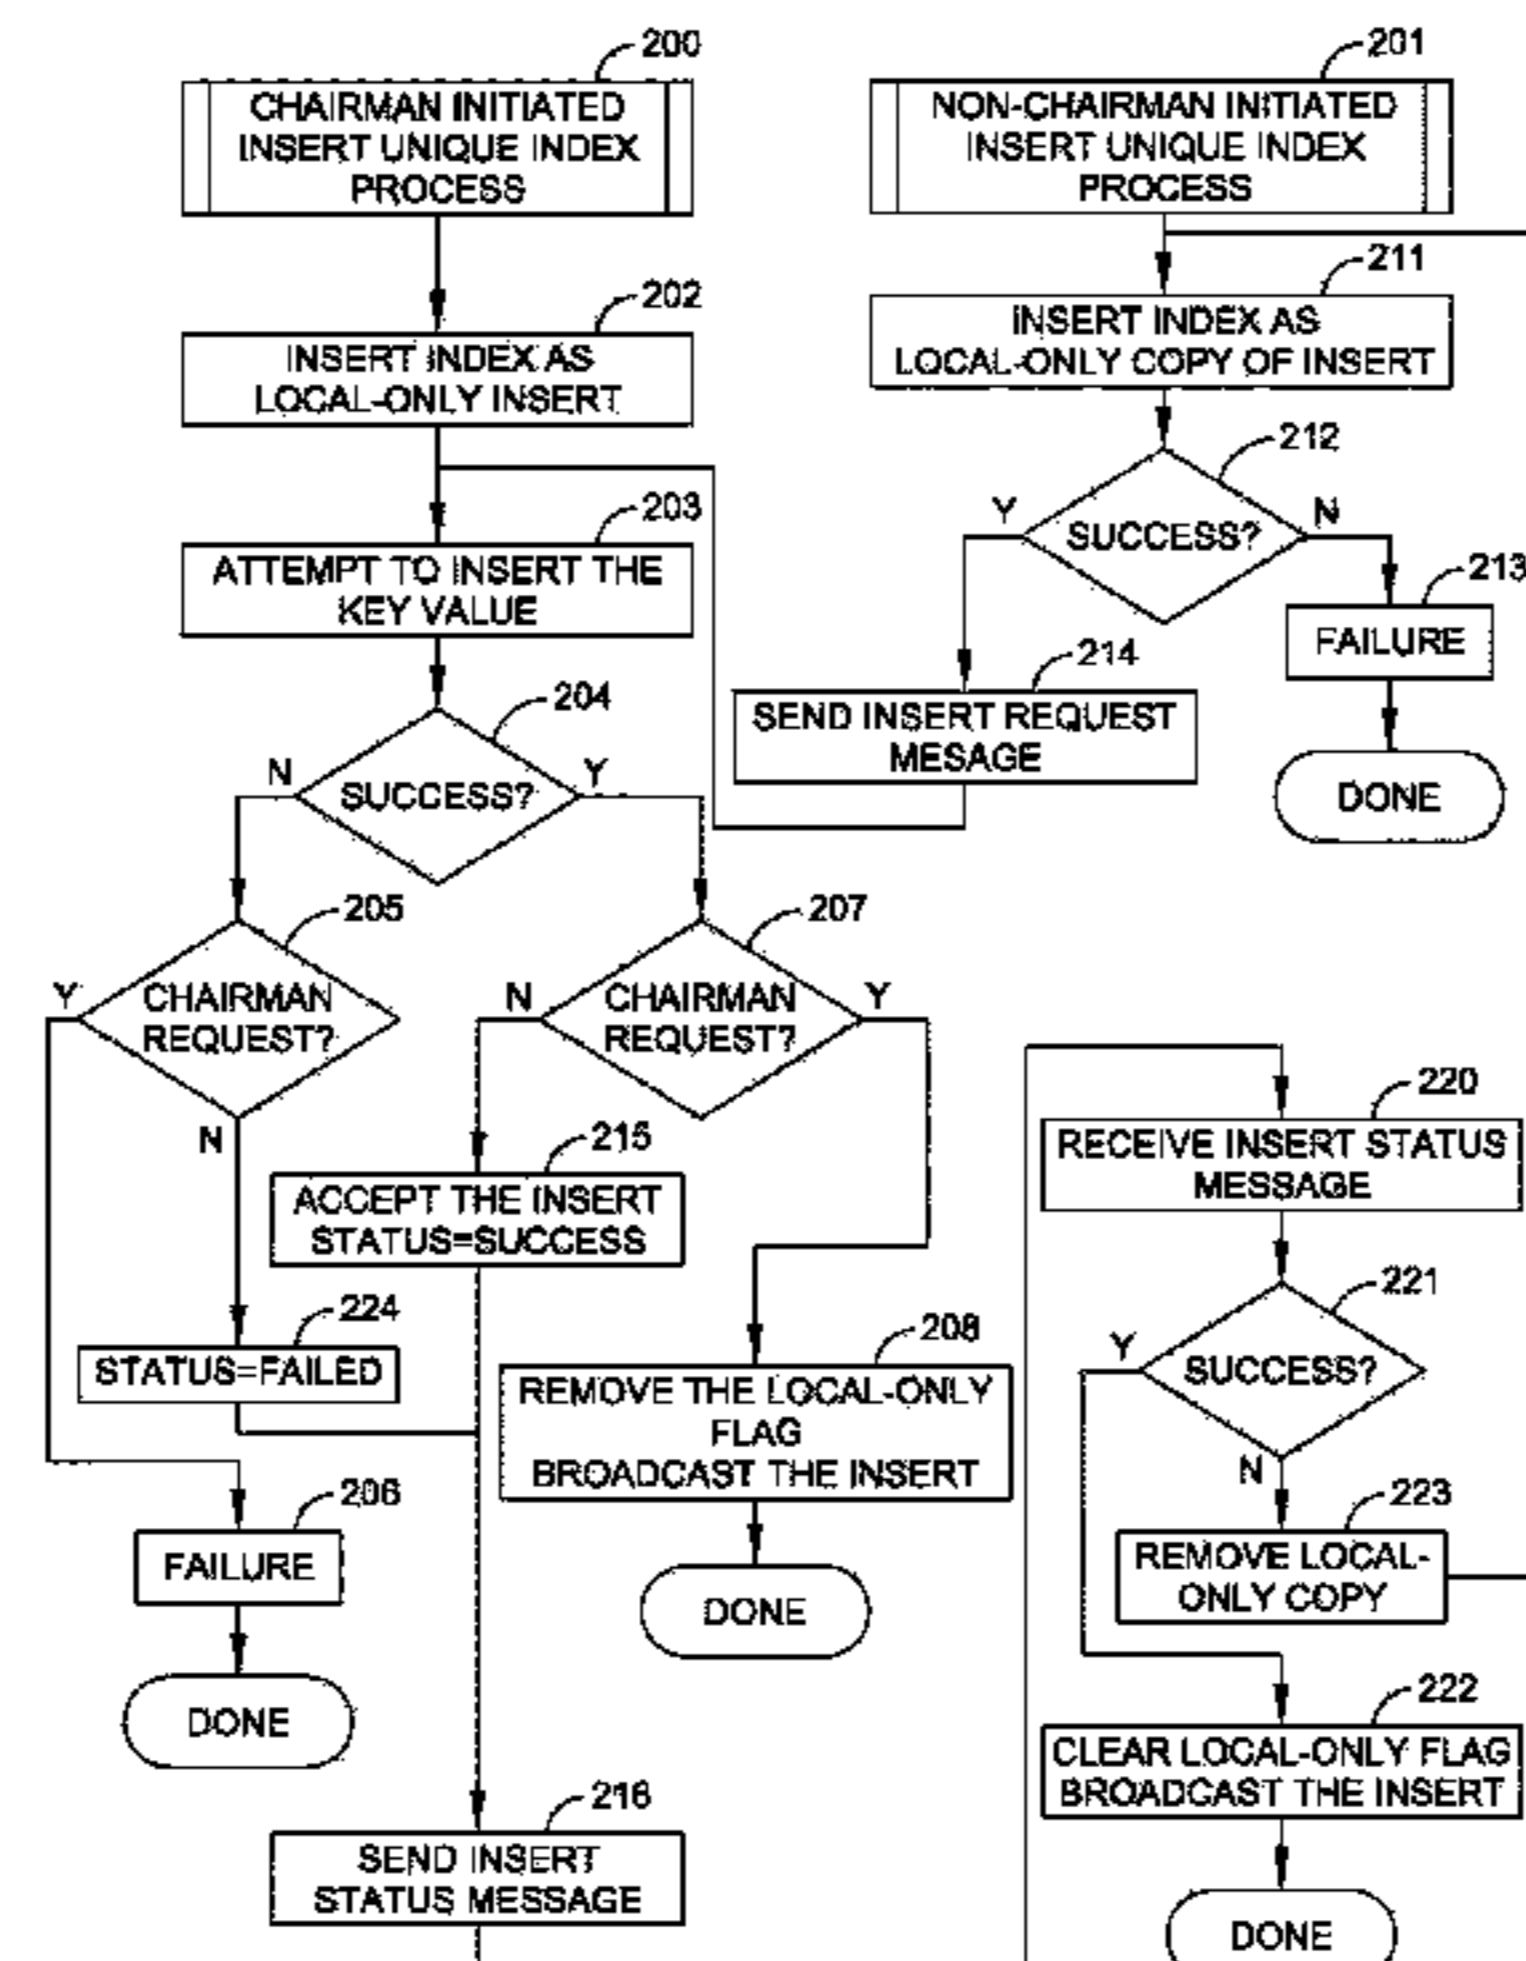 200
CHAIRMAN INITIATED
INSERT UNIQUE INDEX
PROCESS
202
INSERT INDEX AS
LOCAL-ONLY INSERT
203
ATTEMPT TO INSERT THE
KEY VALUE
204
N
SUCCESS?
Y
205
Y
CHAIRMAN
REQUEST?
N
207
N
CHAIRMAN
REQUEST?
Y
215
ACCEPT THE INSERT
STATUS=SUCCESS
224
STATUS=FAILED
208
REMOVE THE LOCAL-ONLY
FLAG
BROADCAST THE INSERT
DONE
206
FAILURE
DONE
216
SEND INSERT
STATUS MESSAGE
201
NON-CHAIRMAN INITIATED
INSERT UNIQUE INDEX
PROCESS
211
INSERT INDEX AS
LOCAL-ONLY COPY OF INSERT
212
Y
SUCCESS?
N
213
FAILURE
DONE
214
SEND INSERT REQUEST
MESAGE
220
RECEIVE INSERT STATUS
MESSAGE
221
Y
SUCCESS?
N
223
REMOVE LOCAL-
ONLY COPY
222
CLEAR LOCAL-ONLY FLAG
BROADCAST THE INSERT
DONE